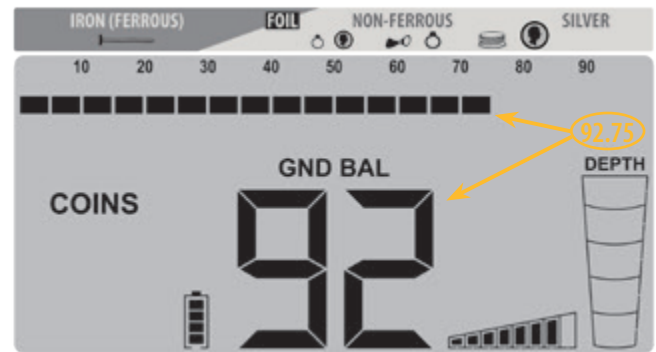 IRON (FERROUS) FOIL NON-FERROUS SILVER
10 20 30 40 50 60 70 80 90
92.75
GND BAL DEPTH
COINS
92